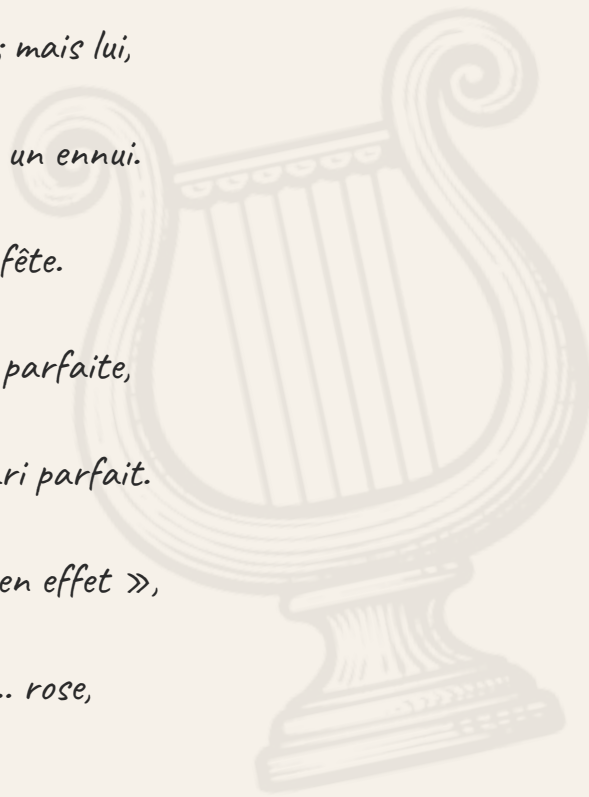 ; mais lui,
un ennui.
fête.
parfaite,
ri parfait.
en effet »,
.. rose,